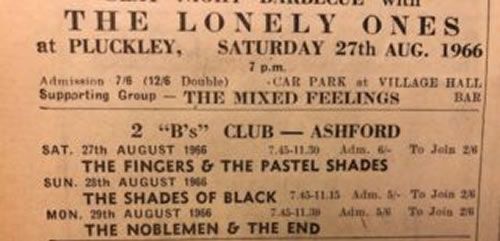 NIGHT BARBECUE with
THE LONELY ONES
at PLUCKLEY, SATURDAY 27th AUG. 1966
7 p.m.
Admission 7/6 (12/6 Double) -CAR PARK at VILLAGE HALL
Supporting Group — THE MIXED FEELINGS BAR
2 "B's" CLUB — ASHFORD
SAT. 27th AUGUST 1966 7.45-11.30 Adm. 6/- To Join 2/6
THE FINGERS & THE PASTEL SHADES
SUN. 28th AUGUST 1966
THE SHADES OF BLACK 7.45-11.15 Adm. 5/- To Join 2/6
MON. 29th AUGUST 1966 7.45-11.30 Adm. 5/6 To Join 2/6
THE NOBLEMEN & THE END